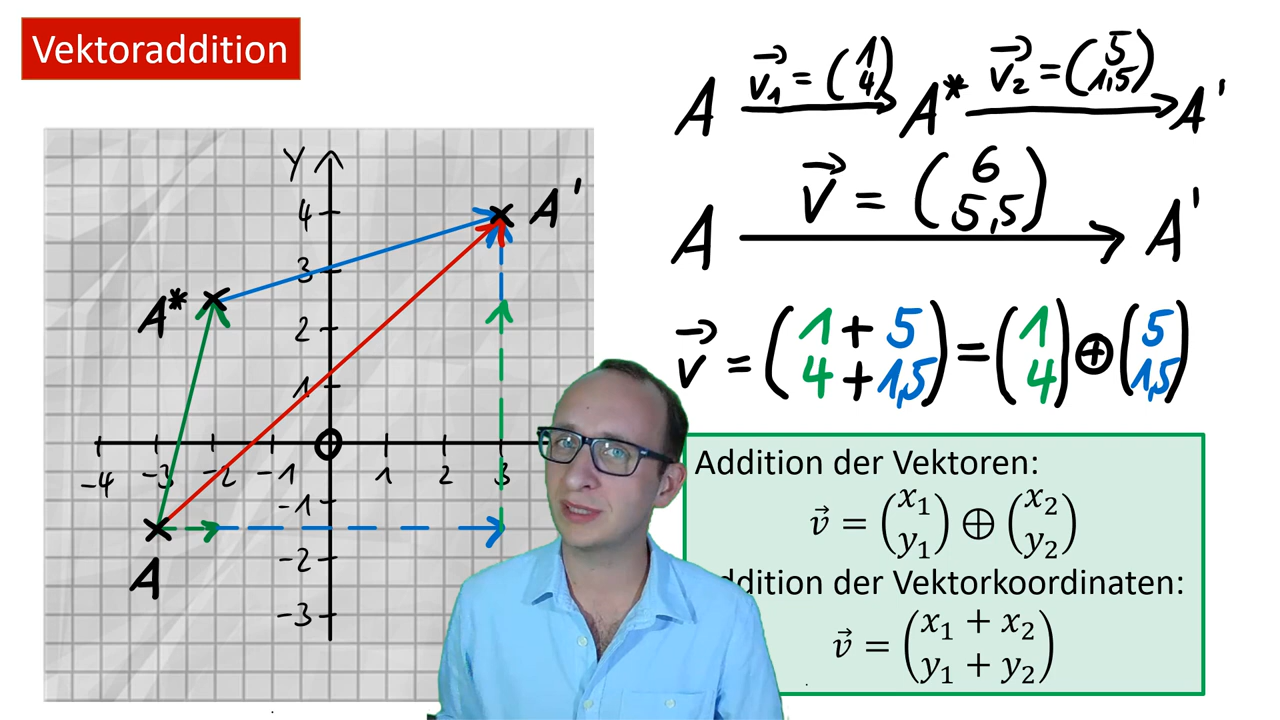 Vektoraddition
A v₁⃗ = (1 4) A* v₂⃗ = (5 1,5) A'
A v⃗ = (6 5,5) A'
v⃗ = (1 + 5 4 + 1,5) = (1 4) ⊕ (5 1,5)
Y
4
3
2
1
-4 -3 -2 -1 O 1 2 3
-1
-2
-3
A'
A*
A
Addition der Vektoren:
v⃗ = (x₁ y₁) ⊕ (x₂ y₂)
ddition der Vektorkoordinaten:
v⃗ = (x₁ + x₂ y₁ + y₂)